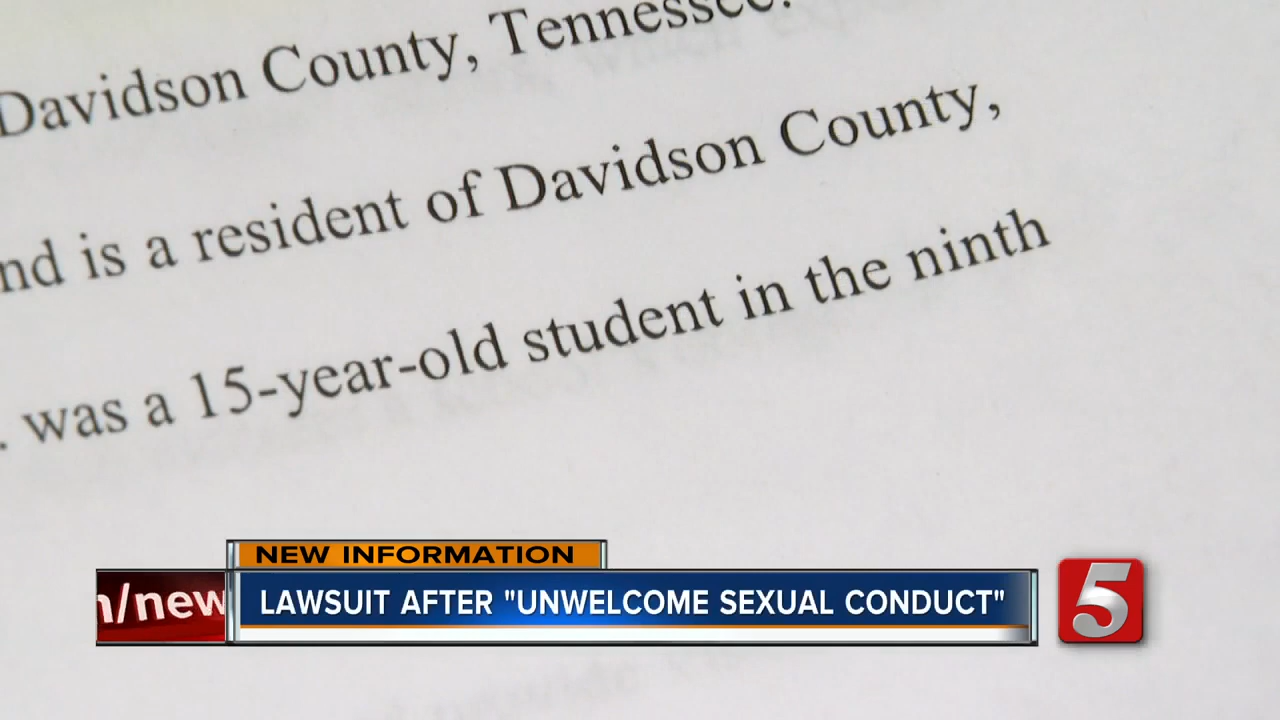 Davidson County, Tennessee.
nd is a resident of Davidson County,
. was a 15-year-old student in the ninth
NEW INFORMATION
n/new
LAWSUIT AFTER "UNWELCOME SEXUAL CONDUCT"
5